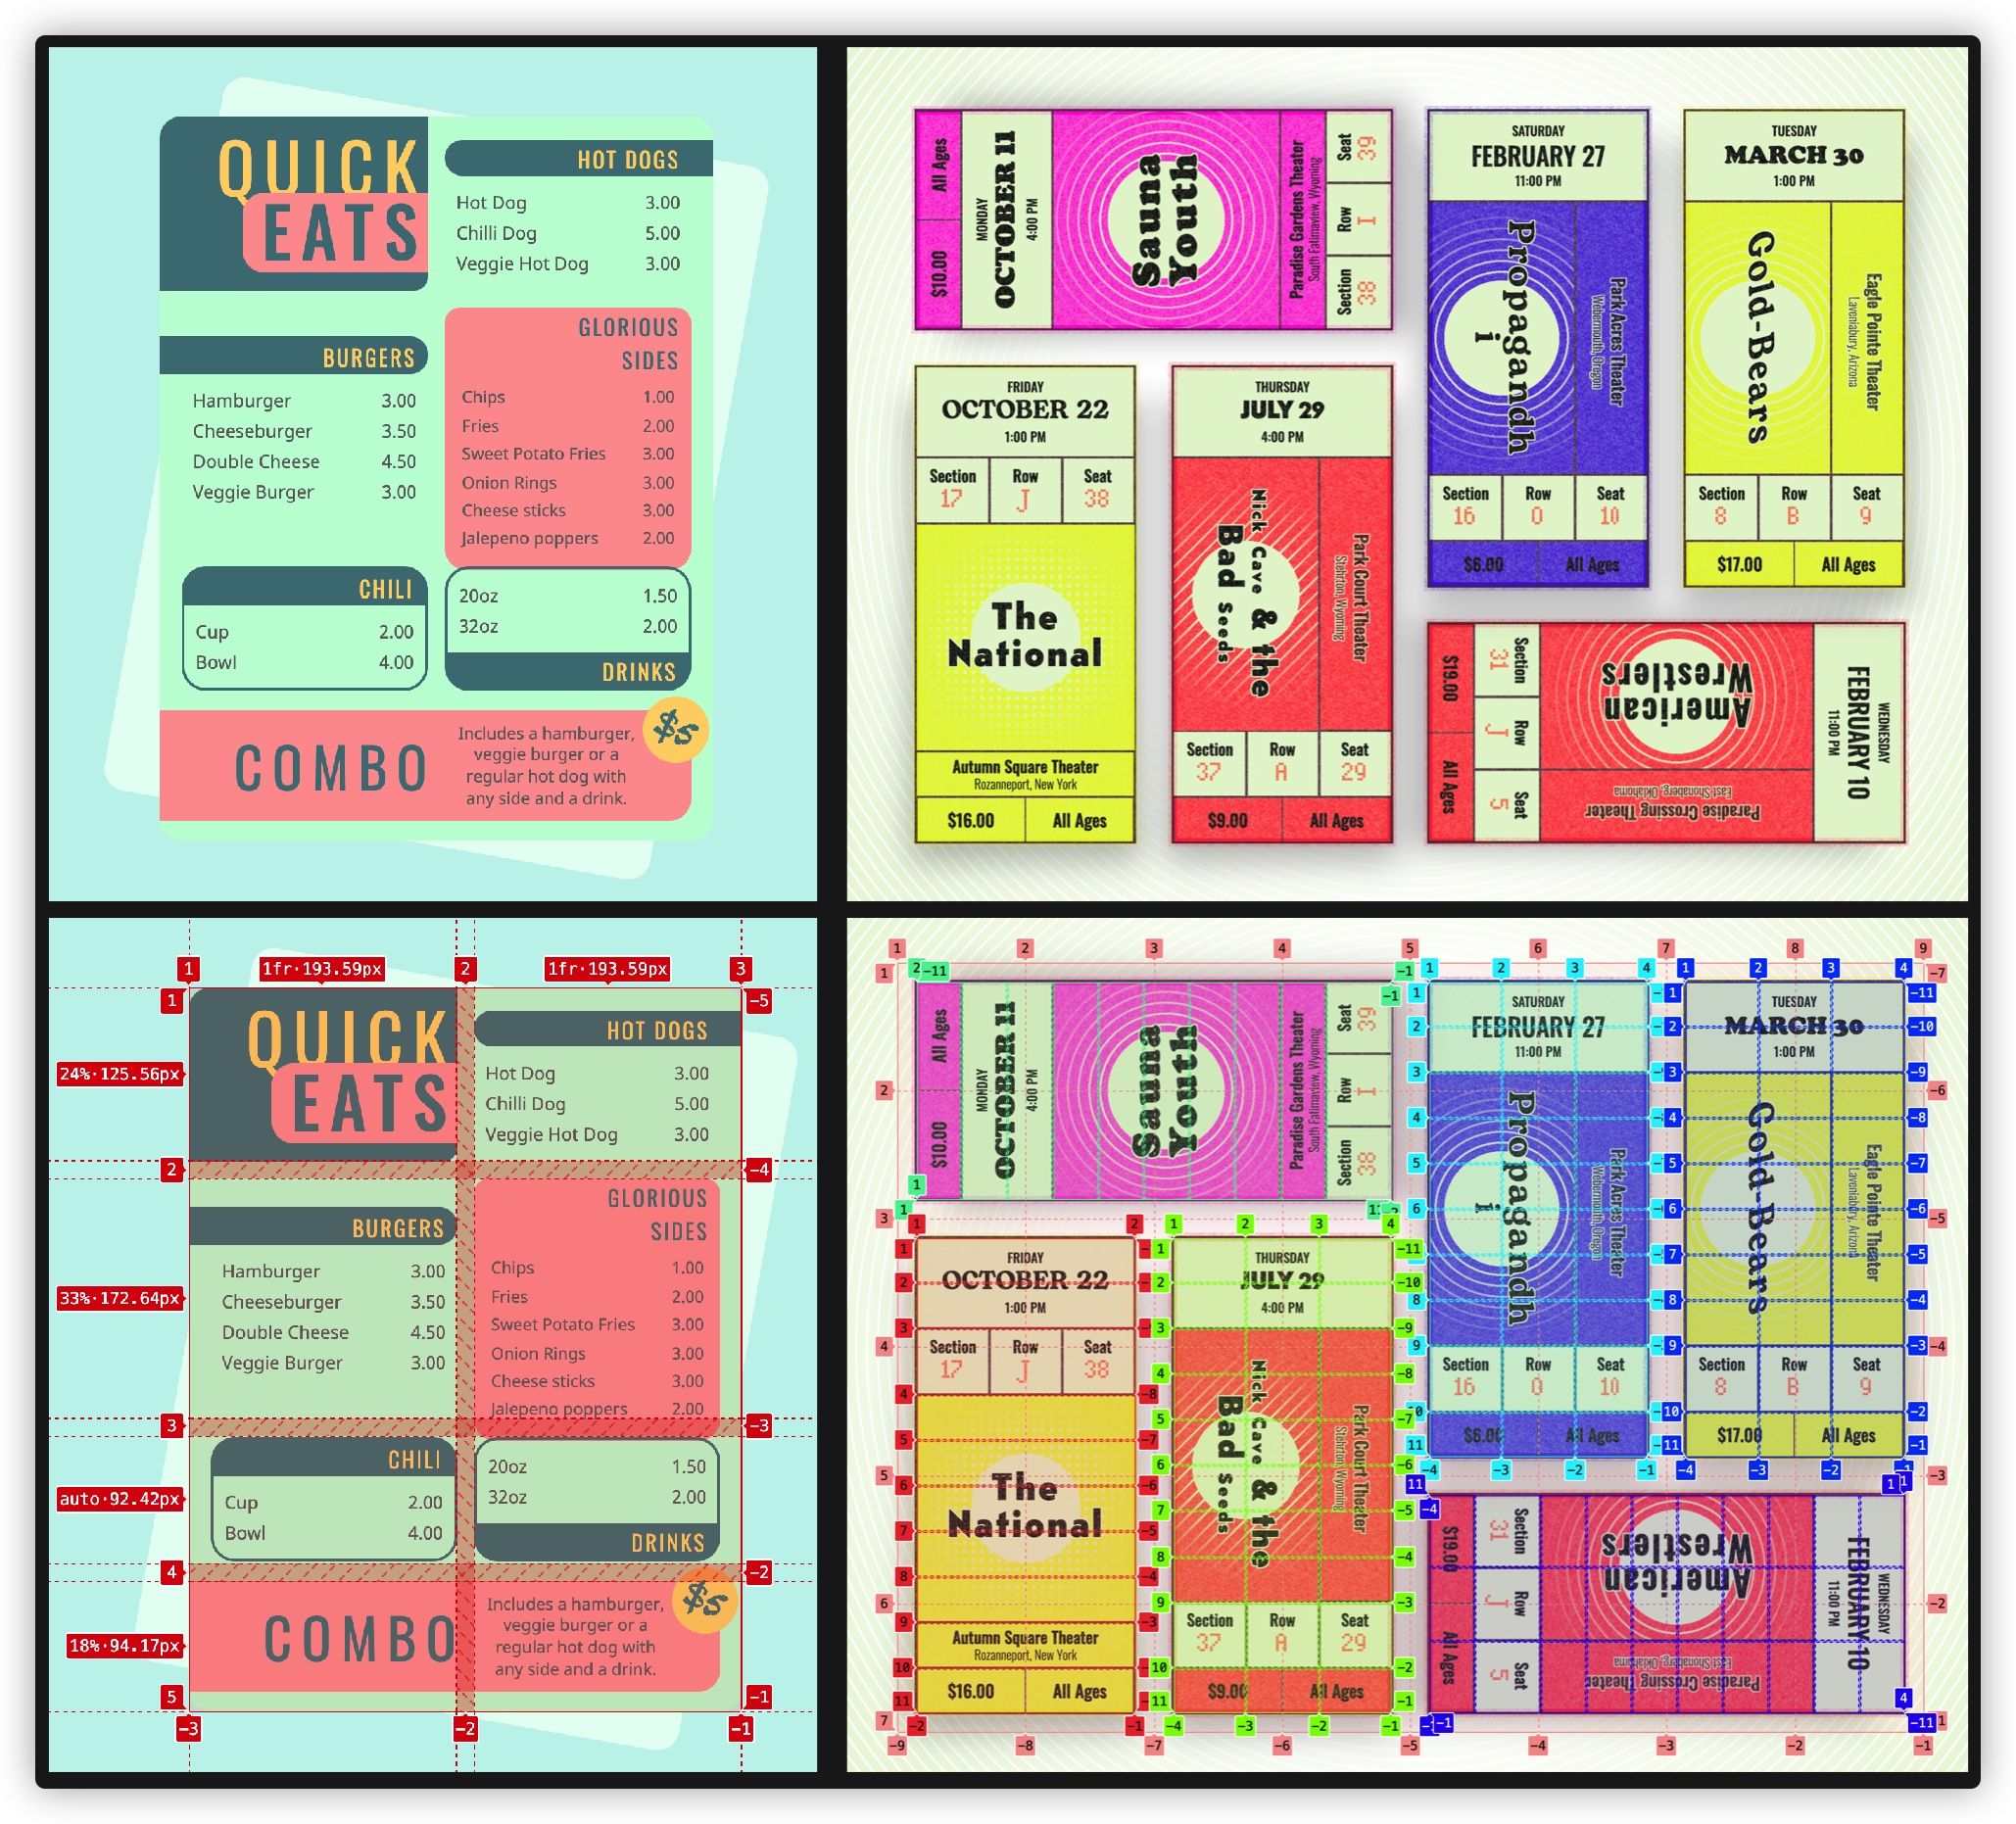 QUICK
EATS
HOT DOGS
Hot Dog 3.00
Chilli Dog 5.00
Veggie Hot Dog 3.00
BURGERS
Hamburger 3.00
Cheeseburger 3.50
Double Cheese 4.50
Veggie Burger 3.00
GLORIOUS
SIDES
Chips 1.00
Fries 2.00
Sweet Potato Fries 3.00
Onion Rings 3.00
Cheese sticks 3.00
Jalepeno poppers 2.00
CHILI
Cup 2.00
Bowl 4.00
20oz 1.50
32oz 2.00
DRINKS
COMBO
Includes a hamburger,
veggie burger or a
regular hot dog with
any side and a drink.
$5
All Ages
$10.00
MONDAY
OCTOBER 11
4:00 PM
Sauna
Youth
Paradise Gardens Theater
South Fatimaview, Wyoming
Seat 39
Row I
Section 38
SATURDAY
FEBRUARY 27
11:00 PM
Propagandh
i
Park Acres Theater
Webermouth, Oregon
Section Row Seat
16 O 10
$6.00 All Ages
TUESDAY
MARCH 30
1:00 PM
Gold-Bears
Eagle Pointe Theater
Laveniabury, Arizona
Section Row Seat
8 B 9
$17.00 All Ages
FRIDAY
OCTOBER 22
1:00 PM
Section Row Seat
17 J 38
The
National
Autumn Square Theater
Rozanneport, New York
$16.00 All Ages
THURSDAY
JULY 29
4:00 PM
Nick Cave & the
Bad Seeds
Park Court Theater
Stehrton, Wyoming
Section Row Seat
37 A 29
$9.00 All Ages
WEDNESDAY
FEBRUARY 10
11:00 PM
American
Wrestlers
Paradise Crossing Theater
East Shonaberg, Oklahoma
Section 31
Row J
Seat 5
$19.00 All Ages
1 1fr·193.59px 2 1fr·193.59px 3
1 -5
24%·125.56px
2 -4
33%·172.64px
3 -3
auto·92.42px
4 -2
18%·94.17px
5 -1
-3 -2 -1
QUICK
EATS
HOT DOGS
Hot Dog 3.00
Chilli Dog 5.00
Veggie Hot Dog 3.00
BURGERS
Hamburger 3.00
Cheeseburger 3.50
Double Cheese 4.50
Veggie Burger 3.00
GLORIOUS
SIDES
Chips 1.00
Fries 2.00
Sweet Potato Fries 3.00
Onion Rings 3.00
Cheese sticks 3.00
Jalepeno poppers 2.00
CHILI
Cup 2.00
Bowl 4.00
20oz 1.50
32oz 2.00
DRINKS
COMBO
Includes a hamburger,
veggie burger or a
regular hot dog with
any side and a drink.
$5
1 2 3 4 5 6 7 8 9
All Ages
$10.00
MONDAY
OCTOBER 11
4:00 PM
Sauna
Youth
Paradise Gardens Theater
South Fatimaview, Wyoming
Seat 39
Row I
Section 38
SATURDAY
FEBRUARY 27
11:00 PM
Propagandh
i
Park Acres Theater
Webermouth, Oregon
Section Row Seat
16 O 10
$6.00 All Ages
TUESDAY
MARCH 30
1:00 PM
Gold-Bears
Eagle Pointe Theater
Laveniabury, Arizona
Section Row Seat
8 B 9
$17.00 All Ages
FRIDAY
OCTOBER 22
1:00 PM
Section Row Seat
17 J 38
The
National
Autumn Square Theater
Rozanneport, New York
$16.00 All Ages
THURSDAY
JULY 29
4:00 PM
Nick Cave & the
Bad Seeds
Park Court Theater
Stehrton, Wyoming
Section Row Seat
37 A 29
$9.00 All Ages
WEDNESDAY
FEBRUARY 10
11:00 PM
American
Wrestlers
Paradise Crossing Theater
East Shonaberg, Oklahoma
Section 31
Row J
Seat 5
$19.00 All Ages
-9 -8 -7 -6 -5 -4 -3 -2 -1